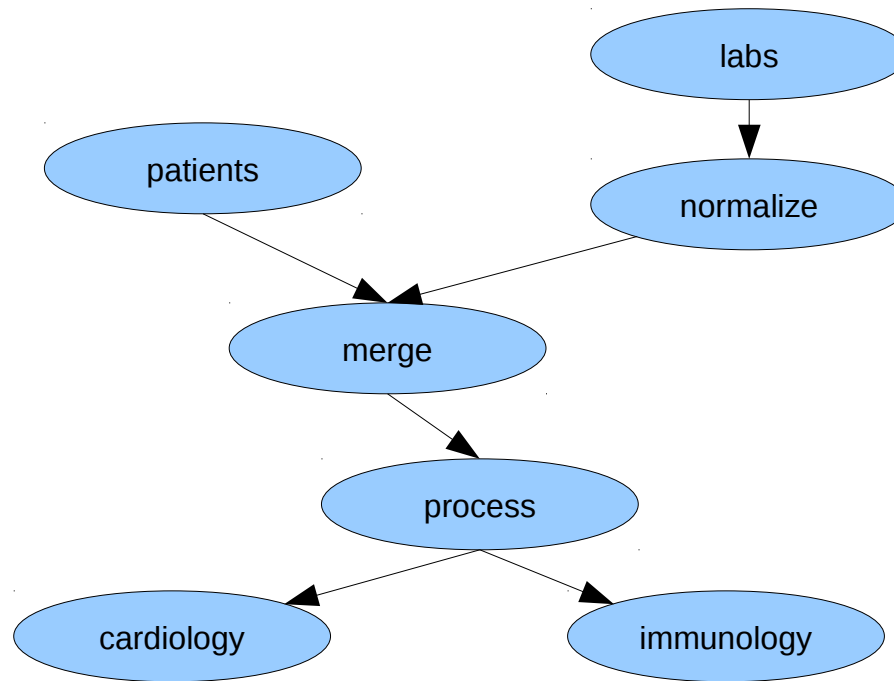 labs
patients
normalize
merge
process
cardiology
immunology